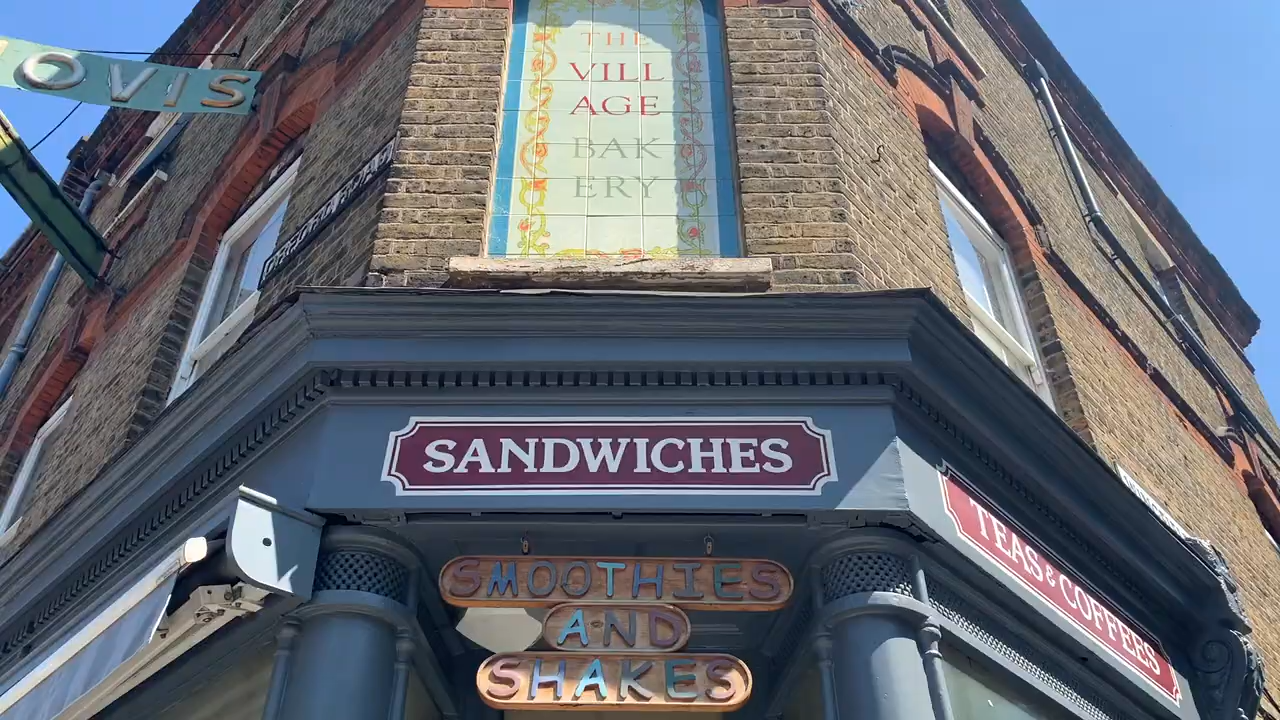 OVIS
THE
VILL
AGE
BAK
ERY
SANDWICHES
TEAS & COFFEES
SMOOTHIES
AND
SHAKES